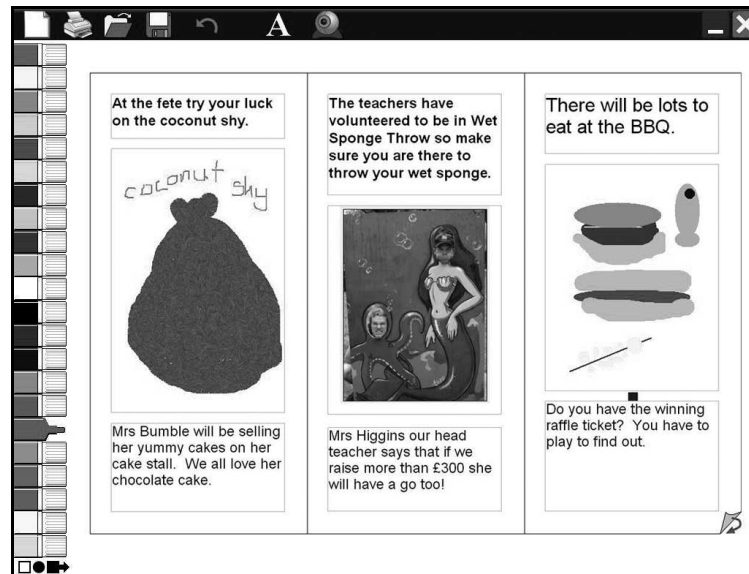 A
At the fete try your luck
on the coconut shy.
coconut shy
Mrs Bumble will be selling
her yummy cakes on her
cake stall.  We all love her
chocolate cake.
The teachers have
volunteered to be in Wet
Sponge Throw so make
sure you are there to
throw your wet sponge.
Mrs Higgins our head
teacher says that if we
raise more than £300 she
will have a go too!
There will be lots to
eat at the BBQ.
Do you have the winning
raffle ticket?  You have to
play to find out.